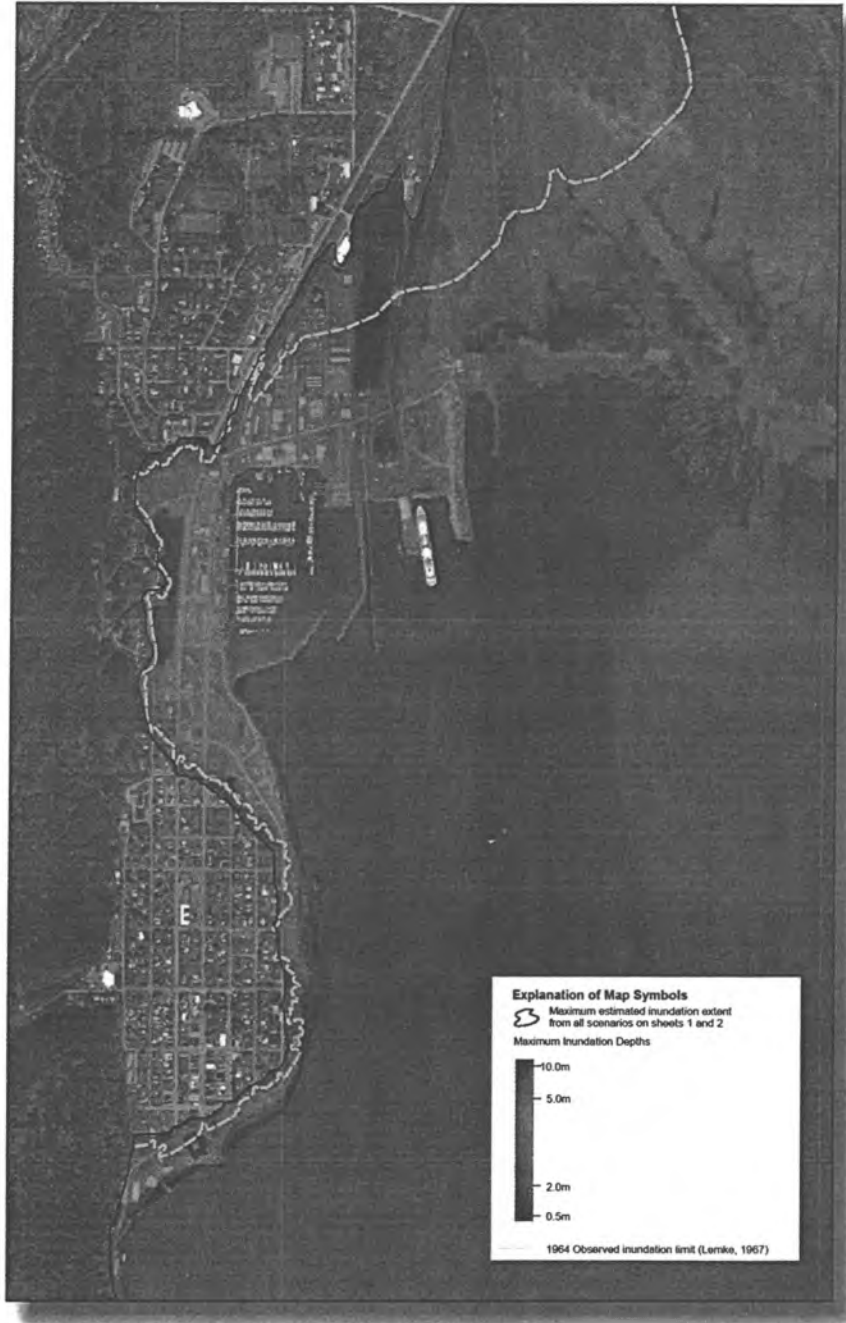 E
Explanation of Map Symbols
Maximum estimated inundation extent
from all scenarios on sheets 1 and 2
Maximum Inundation Depths
10.0m
5.0m
2.0m
0.5m
1964 Observed inundation limit (Lemke, 1967)